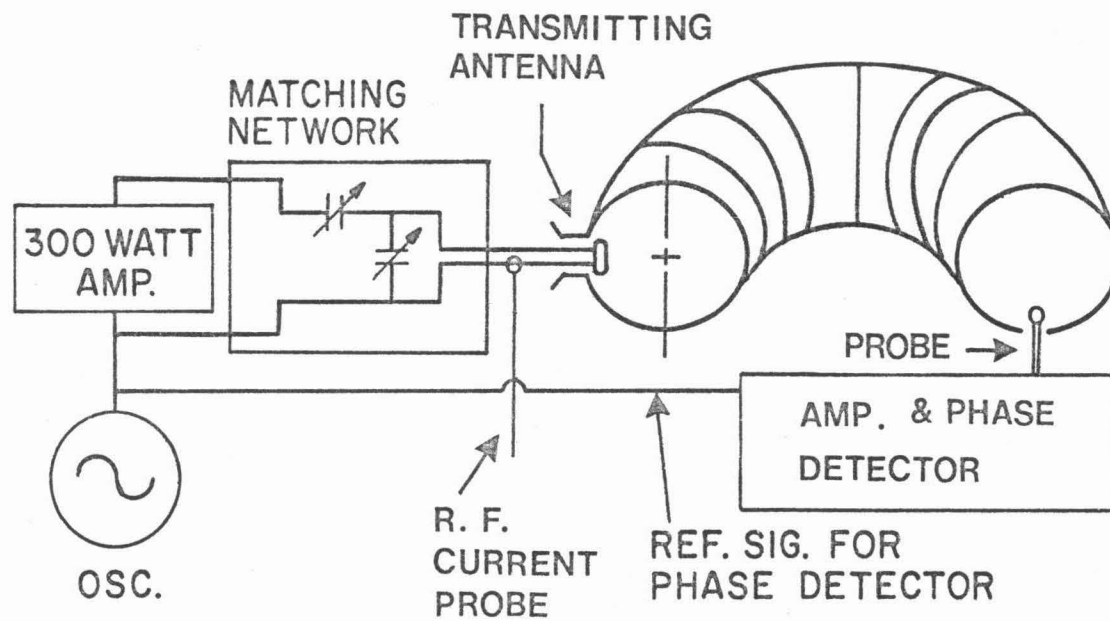 TRANSMITTING
ANTENNA
MATCHING
NETWORK
300 WATT
AMP.
PROBE
AMP. & PHASE
DETECTOR
R. F.
CURRENT
PROBE
REF. SIG. FOR
PHASE DETECTOR
OSC.